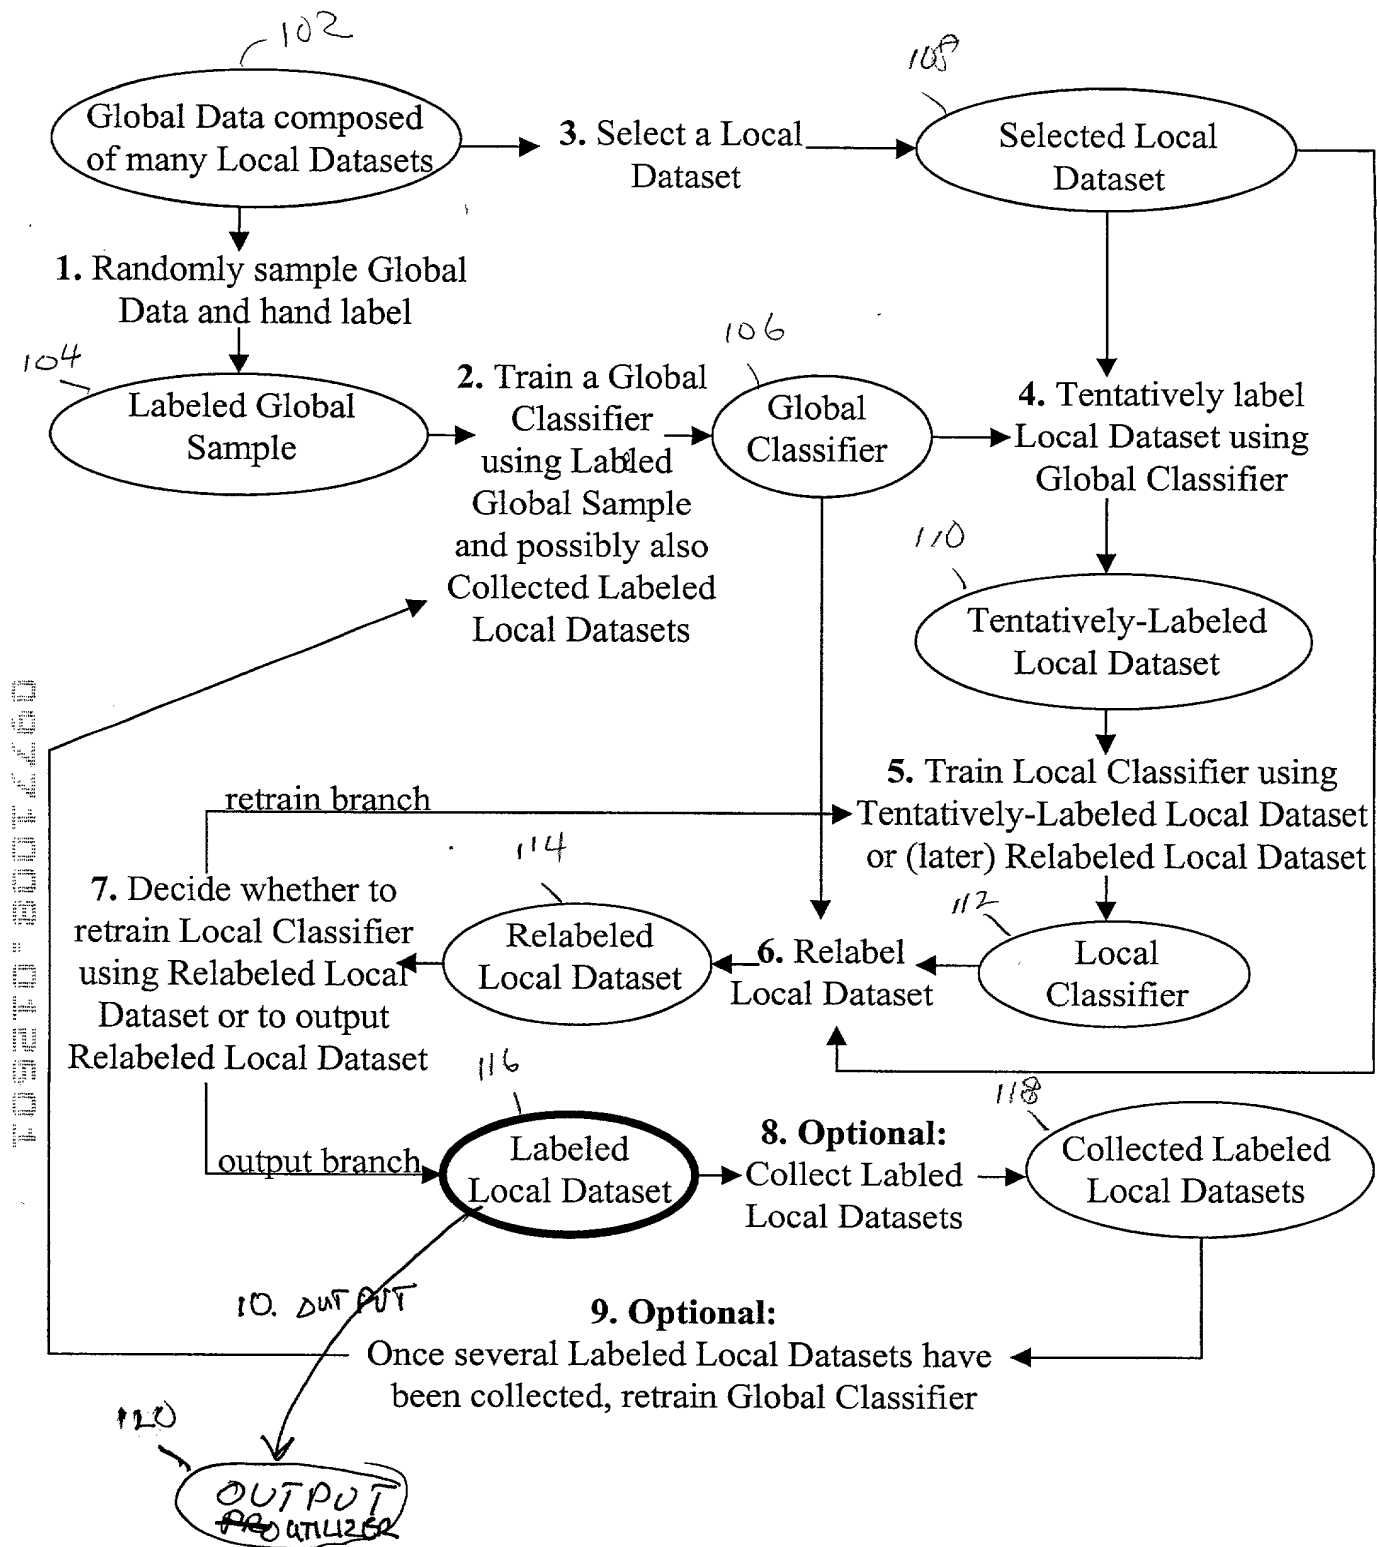 102
108
Global Data composed
of many Local Datasets
3. Select a Local
Dataset
Selected Local
Dataset
1. Randomly sample Global
Data and hand label
104
106
Labeled Global
Sample
2. Train a Global
Classifier
using Labled
Global Sample
and possibly also
Collected Labeled
Local Datasets
Global
Classifier
4. Tentatively label
Local Dataset using
Global Classifier
110
Tentatively-Labeled
Local Dataset
5. Train Local Classifier using
Tentatively-Labeled Local Dataset
or (later) Relabeled Local Dataset
retrain branch
114
112
7. Decide whether to
retrain Local Classifier
using Relabeled Local
Dataset or to output
Relabeled Local Dataset
Relabeled
Local Dataset
6. Relabel
Local Dataset
Local
Classifier
116
118
output branch
Labeled
Local Dataset
8. Optional:
Collect Labled
Local Datasets
Collected Labeled
Local Datasets
10. OUTPUT
9. Optional:
Once several Labeled Local Datasets have
been collected, retrain Global Classifier
120
OUTPUT
UTILIZER